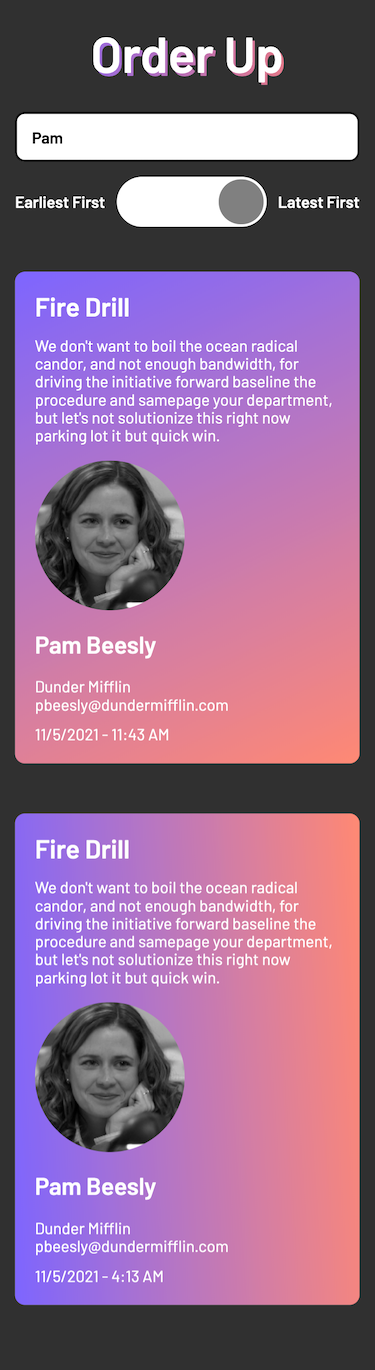 Order Up
Pam
Earliest First
Latest First
Fire Drill
We don't want to boil the ocean radical
candor, and not enough bandwidth, for
driving the initiative forward baseline the
procedure and samepage your department,
but let's not solutionize this right now
parking lot it but quick win.
Pam Beesly
Dunder Mifflin
pbeesly@dundermifflin.com
11/5/2021 - 11:43 AM
Fire Drill
We don't want to boil the ocean radical
candor, and not enough bandwidth, for
driving the initiative forward baseline the
procedure and samepage your department,
but let's not solutionize this right now
parking lot it but quick win.
Pam Beesly
Dunder Mifflin
pbeesly@dundermifflin.com
11/5/2021 - 4:13 AM